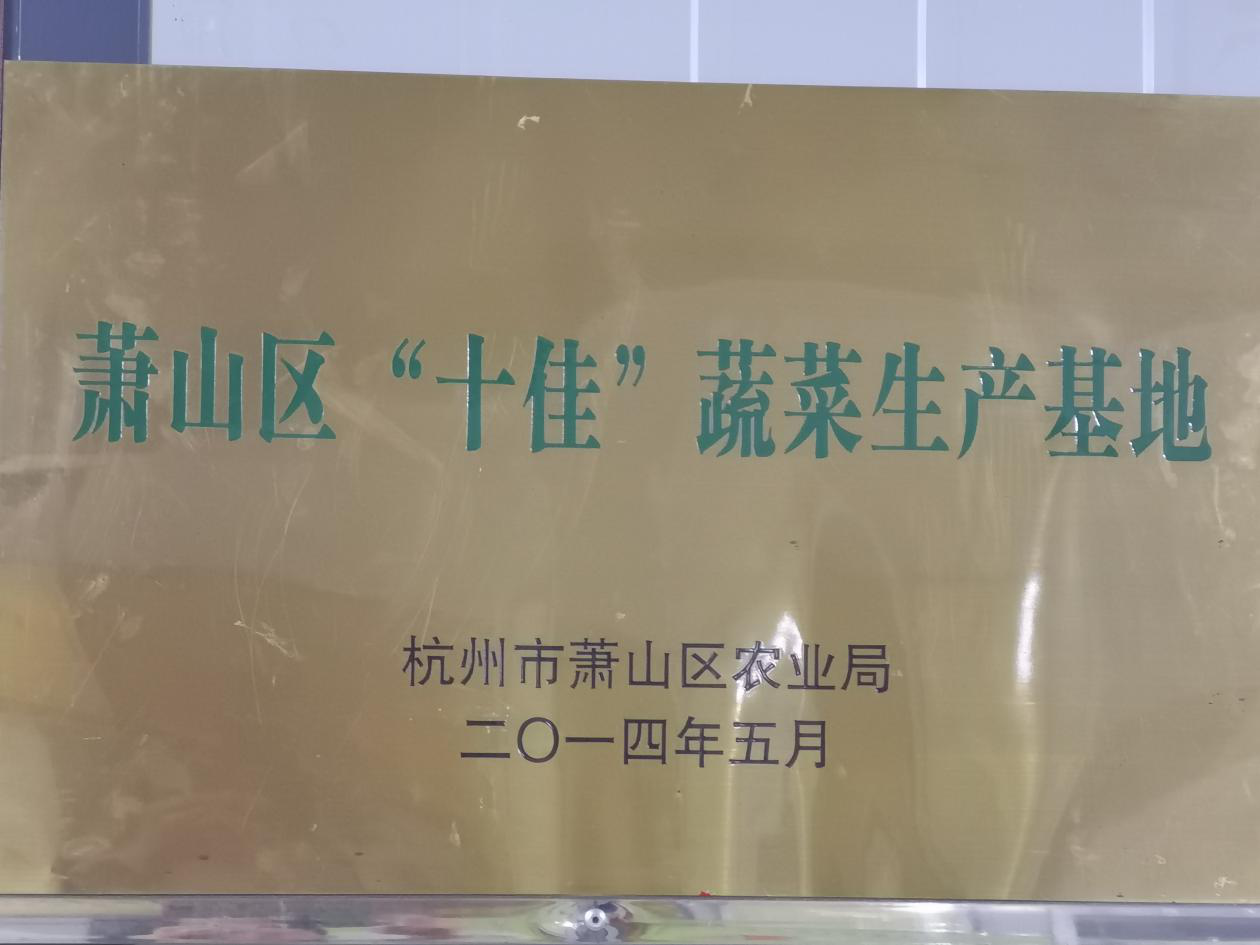 萧山区“十佳”蔬菜生产基地
杭州市萧山区农业局
二〇一四年五月